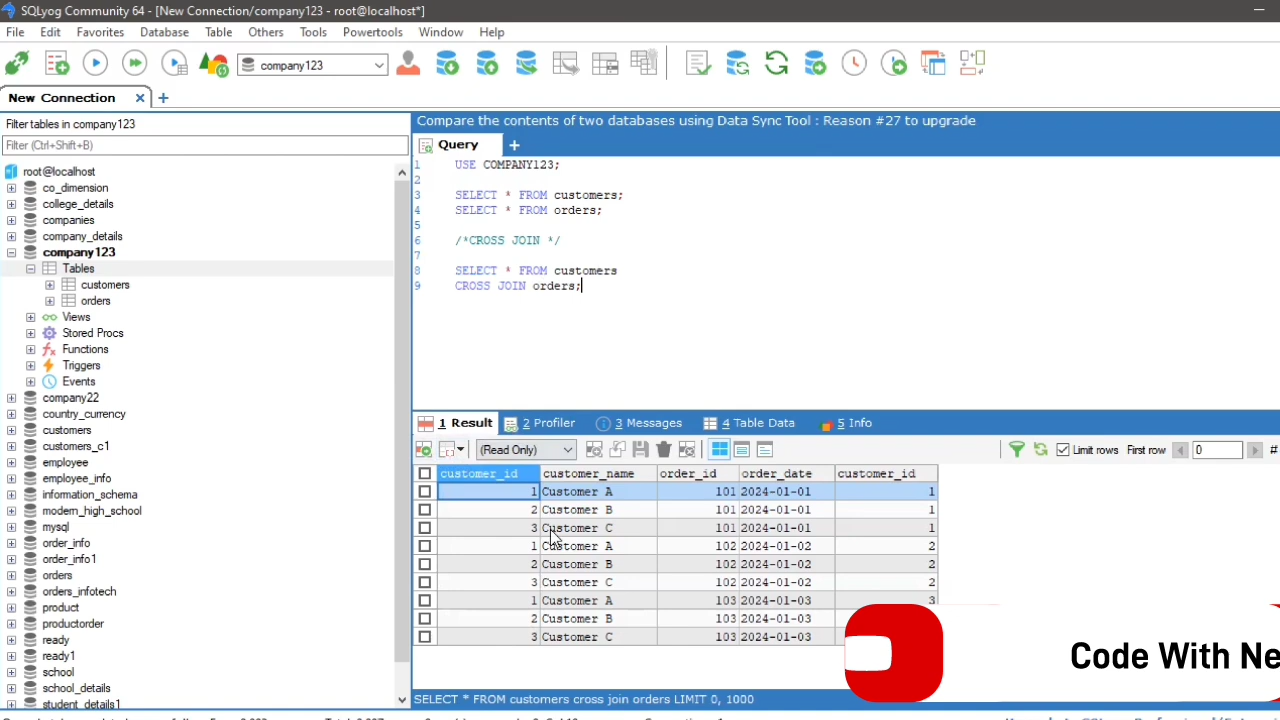 SQLyog Community 64 - [New Connection/company123 - root@localhost*]
File Edit Favorites Database Table Others Tools Powertools Window Help
company123
New Connection
Filter tables in company123
Filter (Ctrl+Shift+B)
root@localhost
co_dimension
college_details
companies
company_details
company123
Tables
customers
orders
Views
Stored Procs
Functions
Triggers
Events
company22
country_currency
customers
customers_c1
employee
employee_info
information_schema
modern_high_school
mysql
order_info
order_info1
orders
orders_infotech
product
productorder
ready
ready1
school
school_details
student_details1
Compare the contents of two databases using Data Sync Tool : Reason #27 to upgrade
Query
1 USE COMPANY123;
2
3 SELECT * FROM customers;
4 SELECT * FROM orders;
5
6 /*CROSS JOIN */
7
8 SELECT * FROM customers
9 CROSS JOIN orders;
1 Result 2 Profiler 3 Messages 4 Table Data 5 Info
(Read Only) Limit rows First row 0 #
customer_id customer_name order_id order_date customer_id
1 Customer A 101 2024-01-01 1
2 Customer B 101 2024-01-01 1
3 Customer C 101 2024-01-01 1
1 Customer A 102 2024-01-02 2
2 Customer B 102 2024-01-02 2
3 Customer C 102 2024-01-02 2
1 Customer A 103 2024-01-03 3
2 Customer B 103 2024-01-03
3 Customer C 103 2024-01-03
Code With Ne
SELECT * FROM customers cross join orders LIMIT 0, 1000